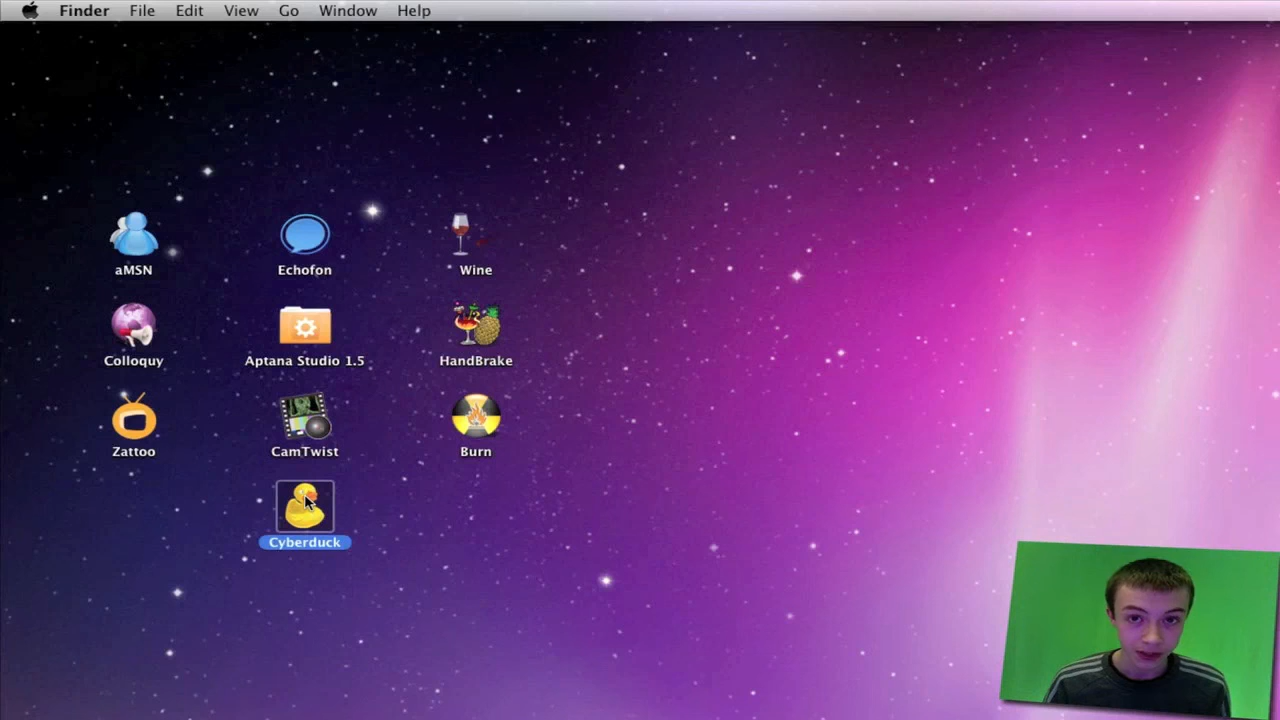 Finder File Edit View Go Window Help
aMSN Echofon Wine
Colloquy Aptana Studio 1.5 HandBrake
Zattoo CamTwist Burn
Cyberduck